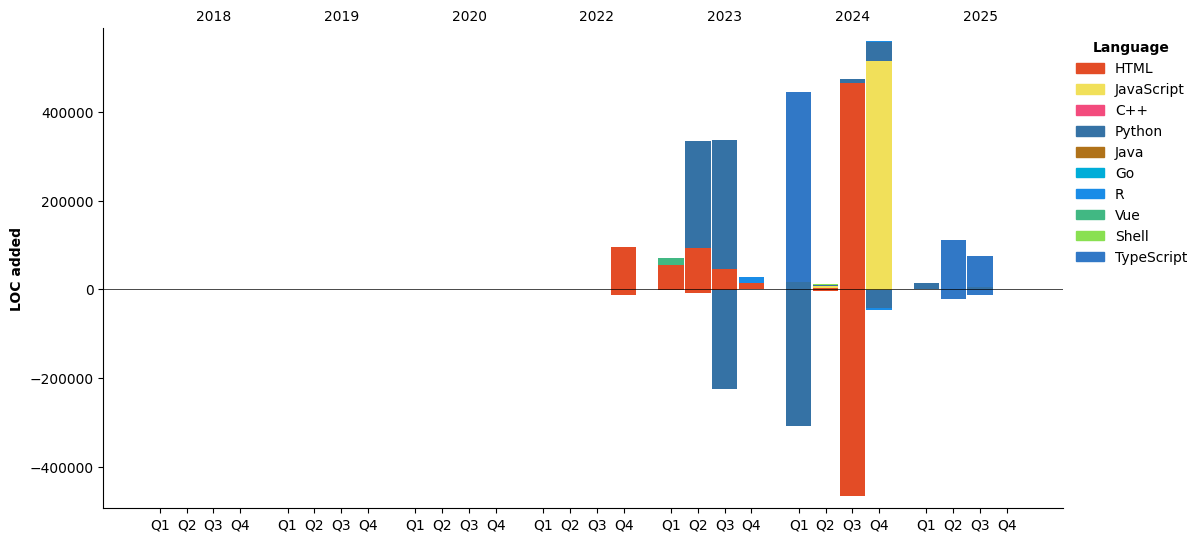 2018 2019 2020 2022 2023 2024 2025
Language
HTML
JavaScript
C++
Python
Java
Go
R
Vue
Shell
TypeScript
LOC added
400000
200000
0
−200000
−400000
Q1 Q2 Q3 Q4 Q1 Q2 Q3 Q4 Q1 Q2 Q3 Q4 Q1 Q2 Q3 Q4 Q1 Q2 Q3 Q4 Q1 Q2 Q3 Q4 Q1 Q2 Q3 Q4